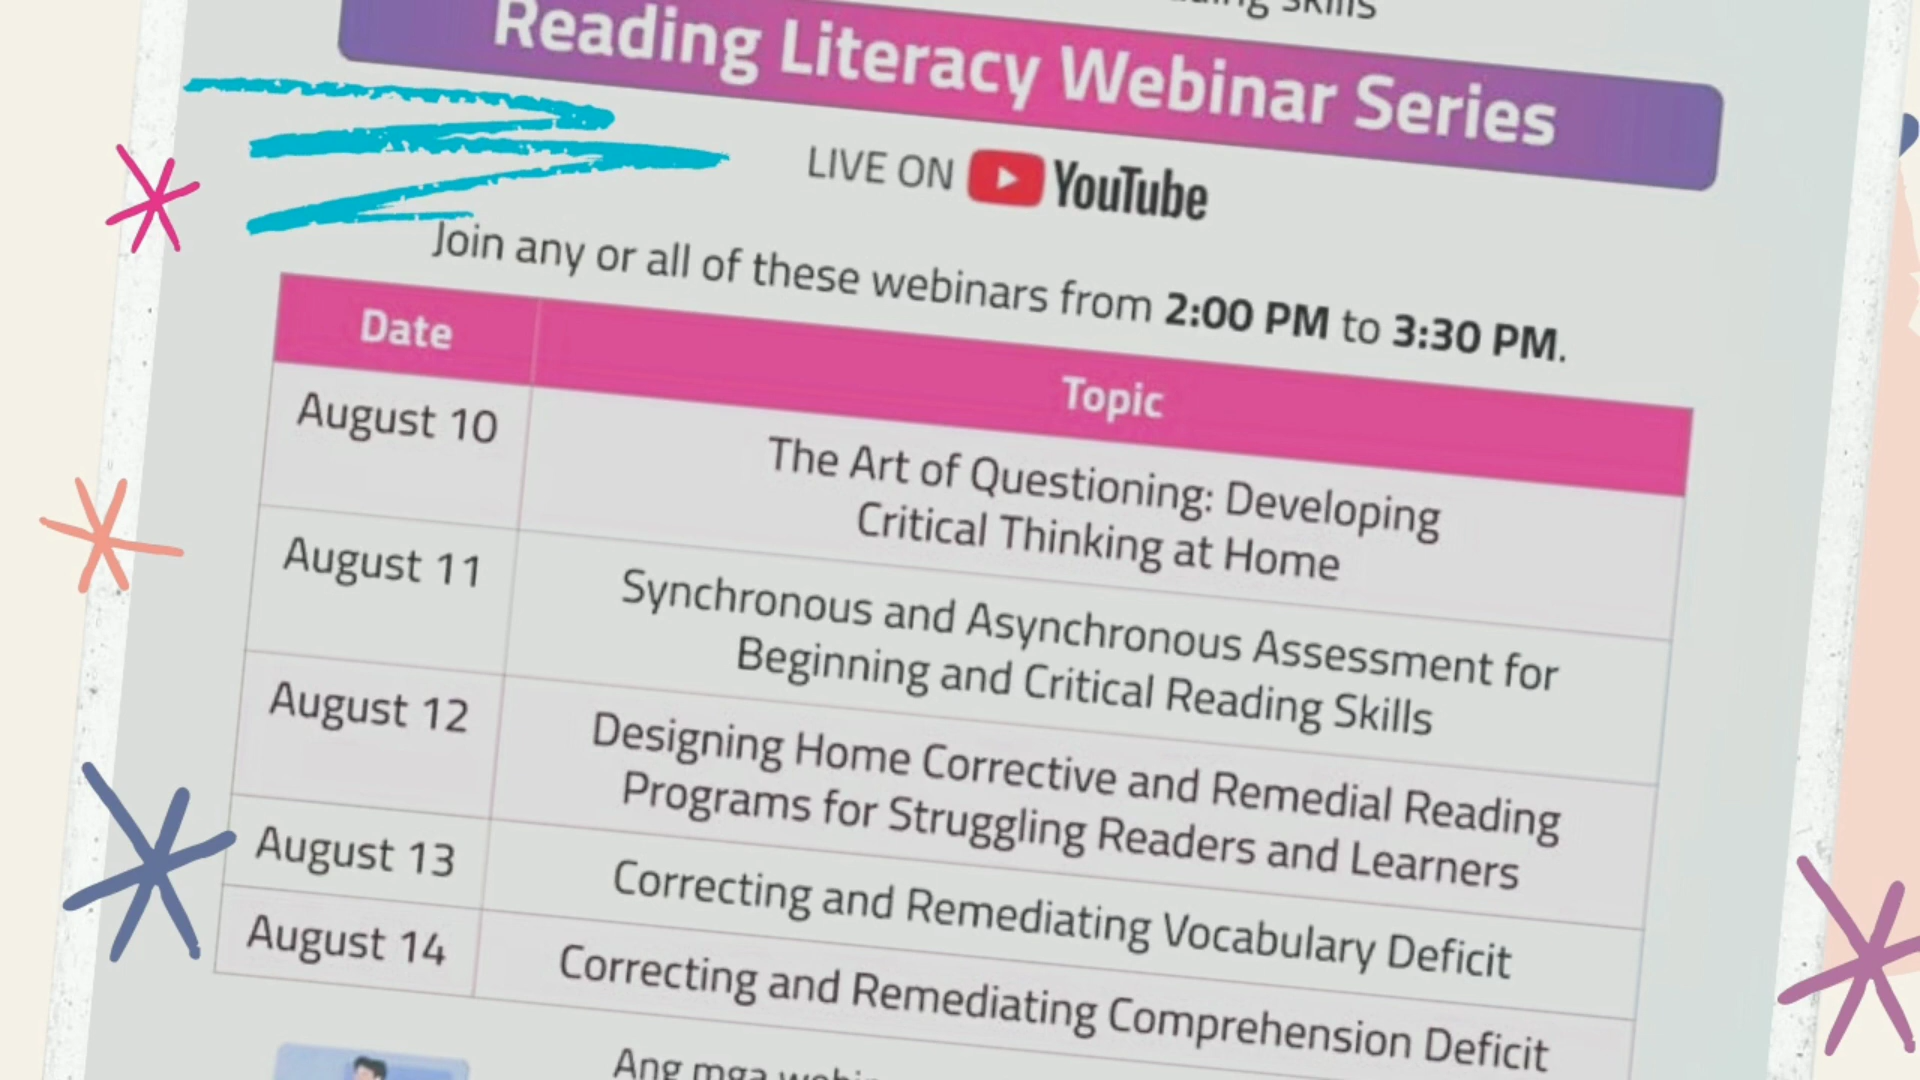 skills
Reading Literacy Webinar Series
LIVE ON YouTube
Join any or all of these webinars from 2:00 PM to 3:30 PM.
Date Topic
August 10 The Art of Questioning: Developing
Critical Thinking at Home
August 11 Synchronous and Asynchronous Assessment for
Beginning and Critical Reading Skills
August 12 Designing Home Corrective and Remedial Reading
Programs for Struggling Readers and Learners
August 13 Correcting and Remediating Vocabulary Deficit
August 14 Correcting and Remediating Comprehension Deficit
Ang mga